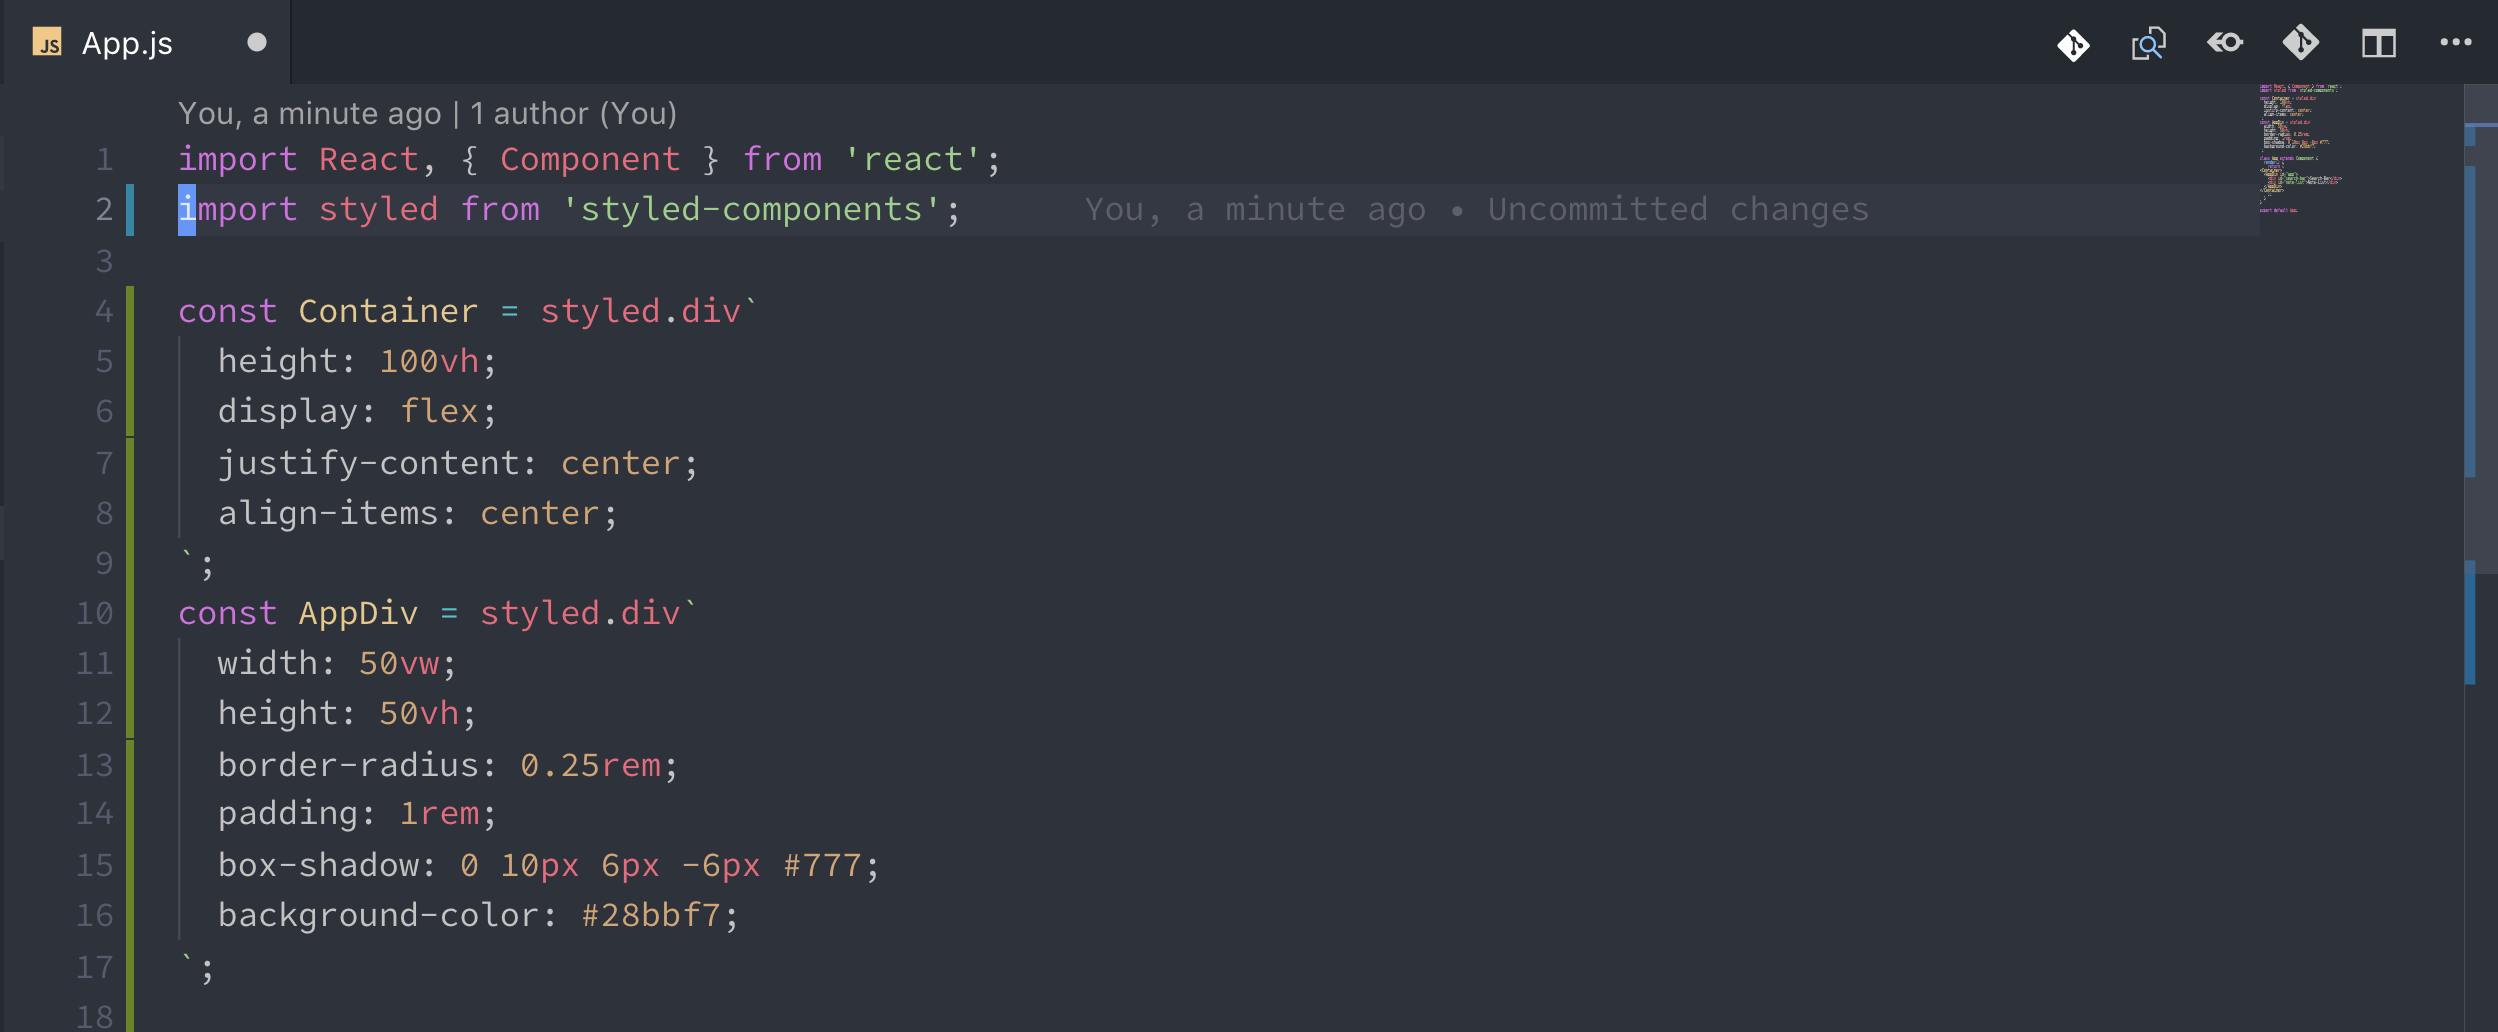 JS App.js
You, a minute ago | 1 author (You)
1 import React, { Component } from 'react';
2 import styled from 'styled-components'; You, a minute ago • Uncommitted changes
3
4 const Container = styled.div`
5   height: 100vh;
6   display: flex;
7   justify-content: center;
8   align-items: center;
9 `;
10 const AppDiv = styled.div`
11   width: 50vw;
12   height: 50vh;
13   border-radius: 0.25rem;
14   padding: 1rem;
15   box-shadow: 0 10px 6px -6px #777;
16   background-color: #28bbf7;
17 `;
18